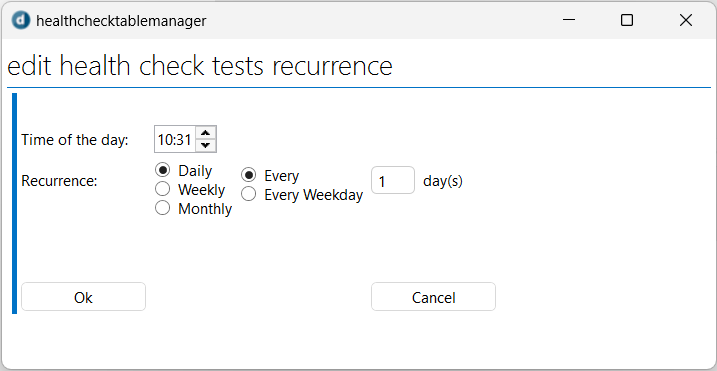 d healthchecktablemanager
edit health check tests recurrence
Time of the day: 10:31
Recurrence:
Daily
Weekly
Monthly
Every
Every Weekday
1 day(s)
Ok Cancel